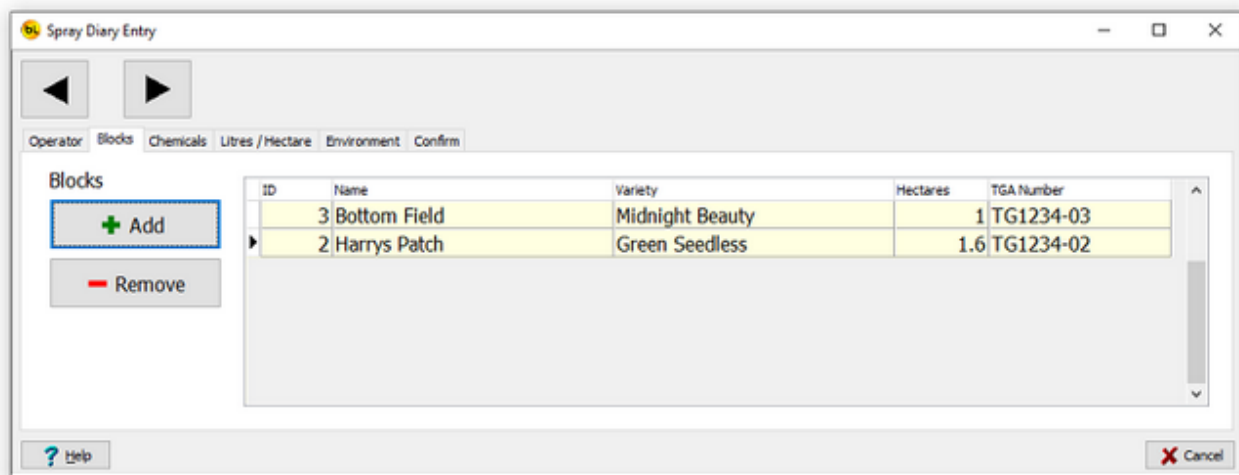 Spray Diary Entry
Operator Blocks Chemicals Litres / Hectare Environment Confirm
Blocks
Add
Remove
ID Name Variety Hectares TGA Number
3 Bottom Field Midnight Beauty 1 TG1234-03
2 Harrys Patch Green Seedless 1.6 TG1234-02
Help
Cancel